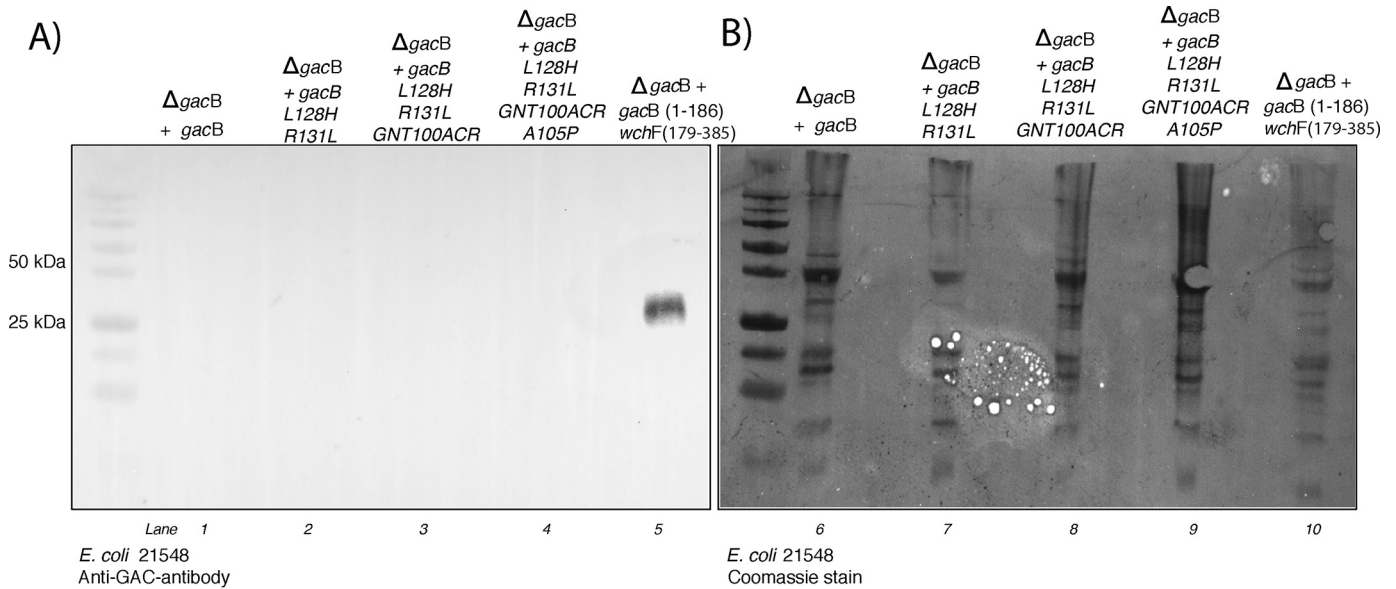 A)
ΔgacB
+ gacB
ΔgacB
+ gacB
L128H
R131L
ΔgacB
+ gacB
L128H
R131L
GNT100ACR
ΔgacB
+ gacB
L128H
R131L
GNT100ACR
A105P
ΔgacB +
gacB (1-186)
wchF(179-385)
50 kDa
25 kDa
Lane 1 2 3 4 5
E. coli 21548
Anti-GAC-antibody
B)
ΔgacB
+ gacB
ΔgacB
+ gacB
L128H
R131L
ΔgacB
+ gacB
L128H
R131L
GNT100ACR
ΔgacB
+ gacB
L128H
R131L
GNT100ACR
A105P
ΔgacB +
gacB (1-186)
wchF(179-385)
6 7 8 9 10
E. coli 21548
Coomassie stain